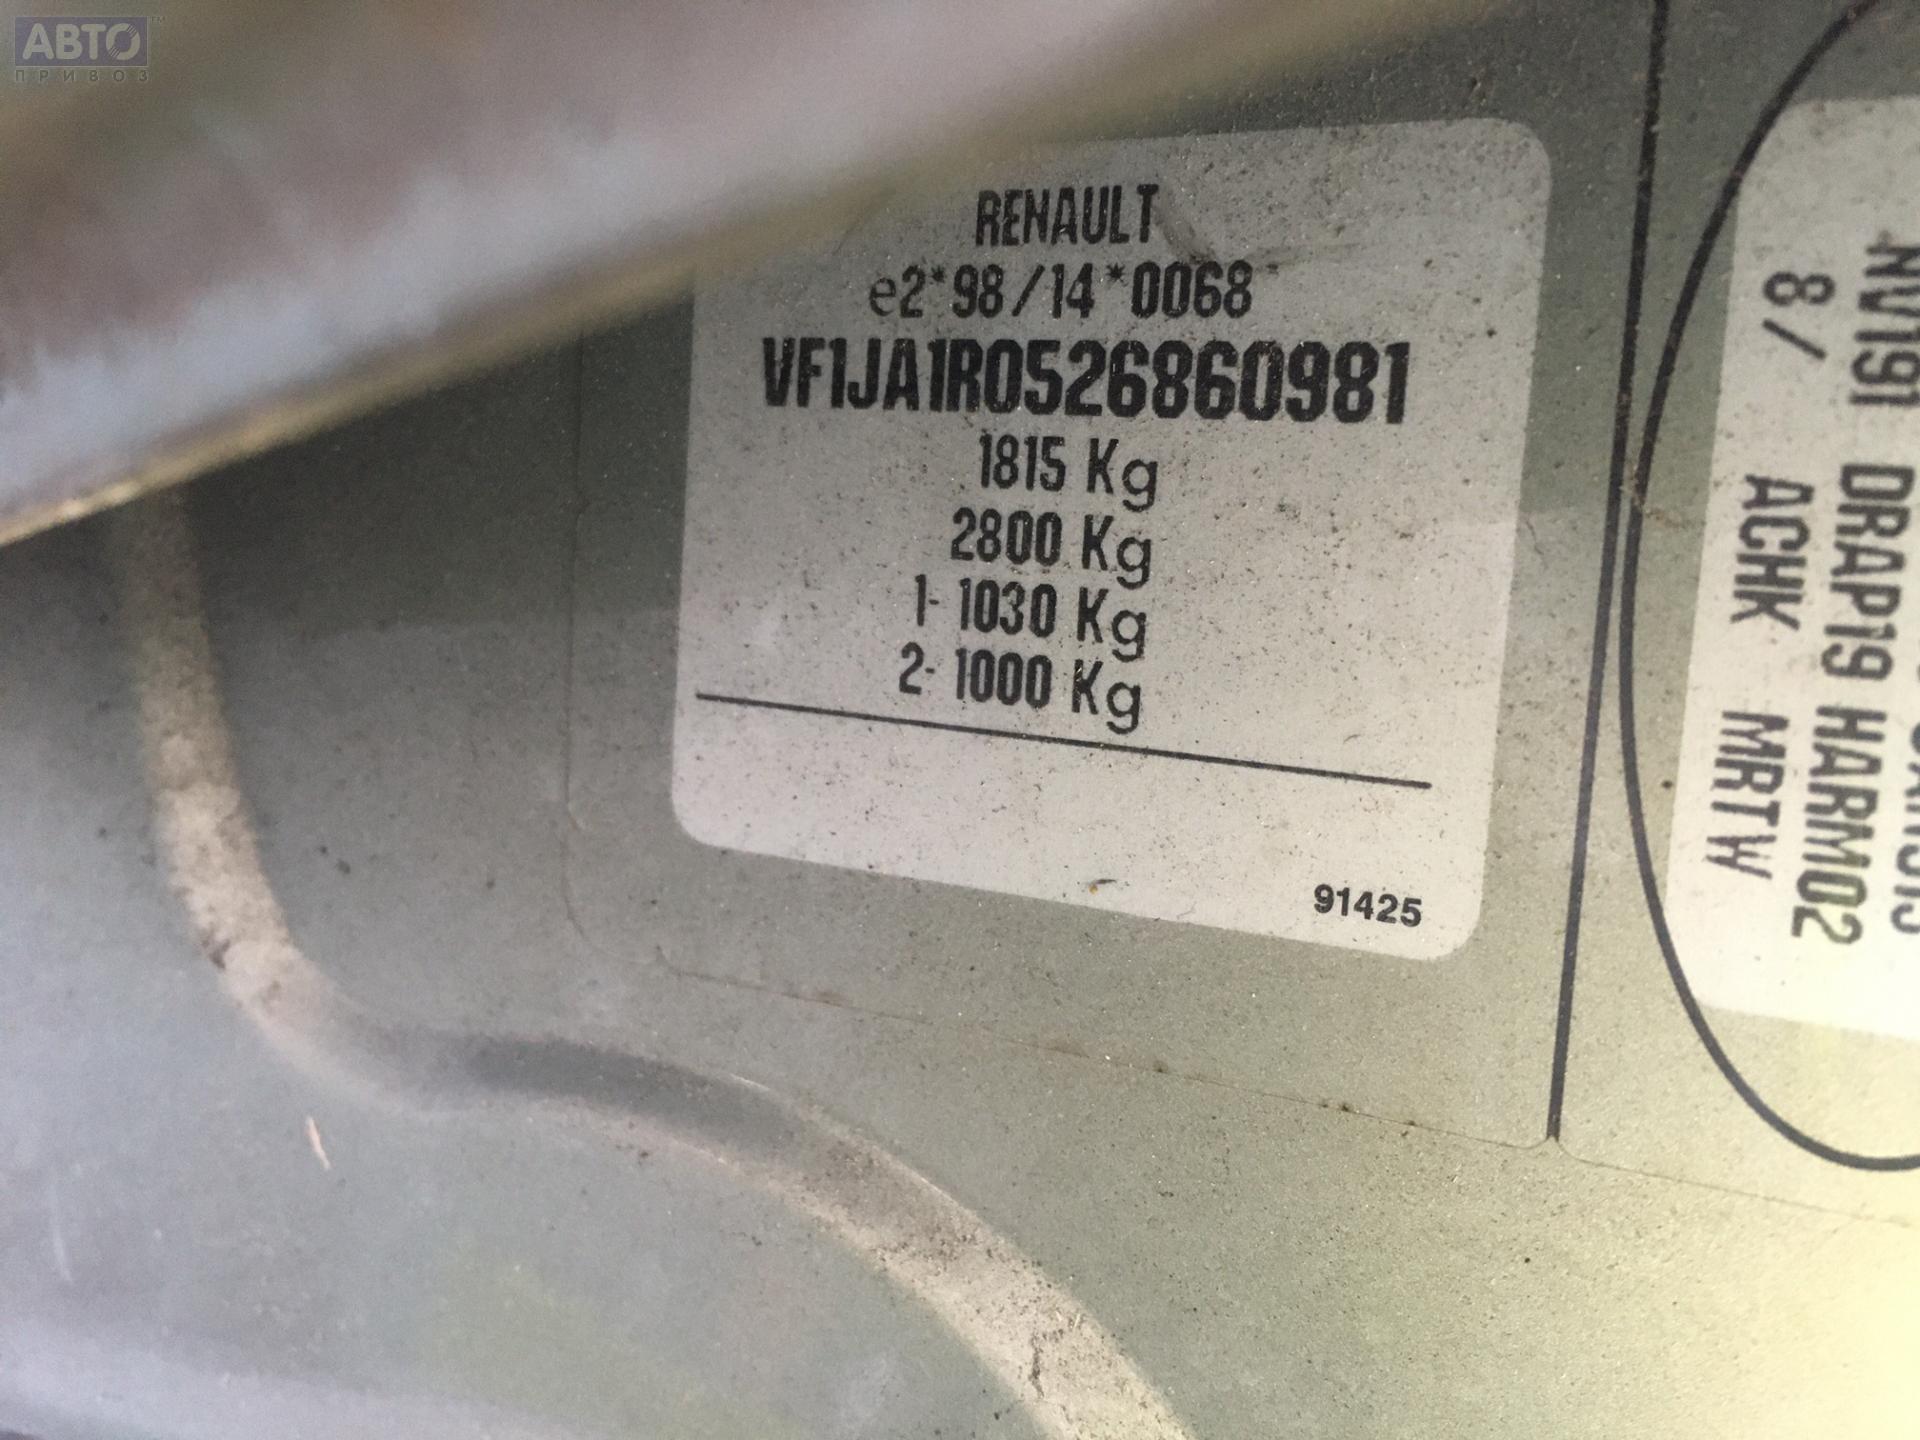 АВТО
ПРИВОЗ
RENAULT
e2*98/14*0068
VF1JA1R0526860981
1815 Kg
2800 Kg
1- 1030 Kg
2- 1000 Kg
91425
NV191 DRAP19 HARM02
8/ ACHK MRTW